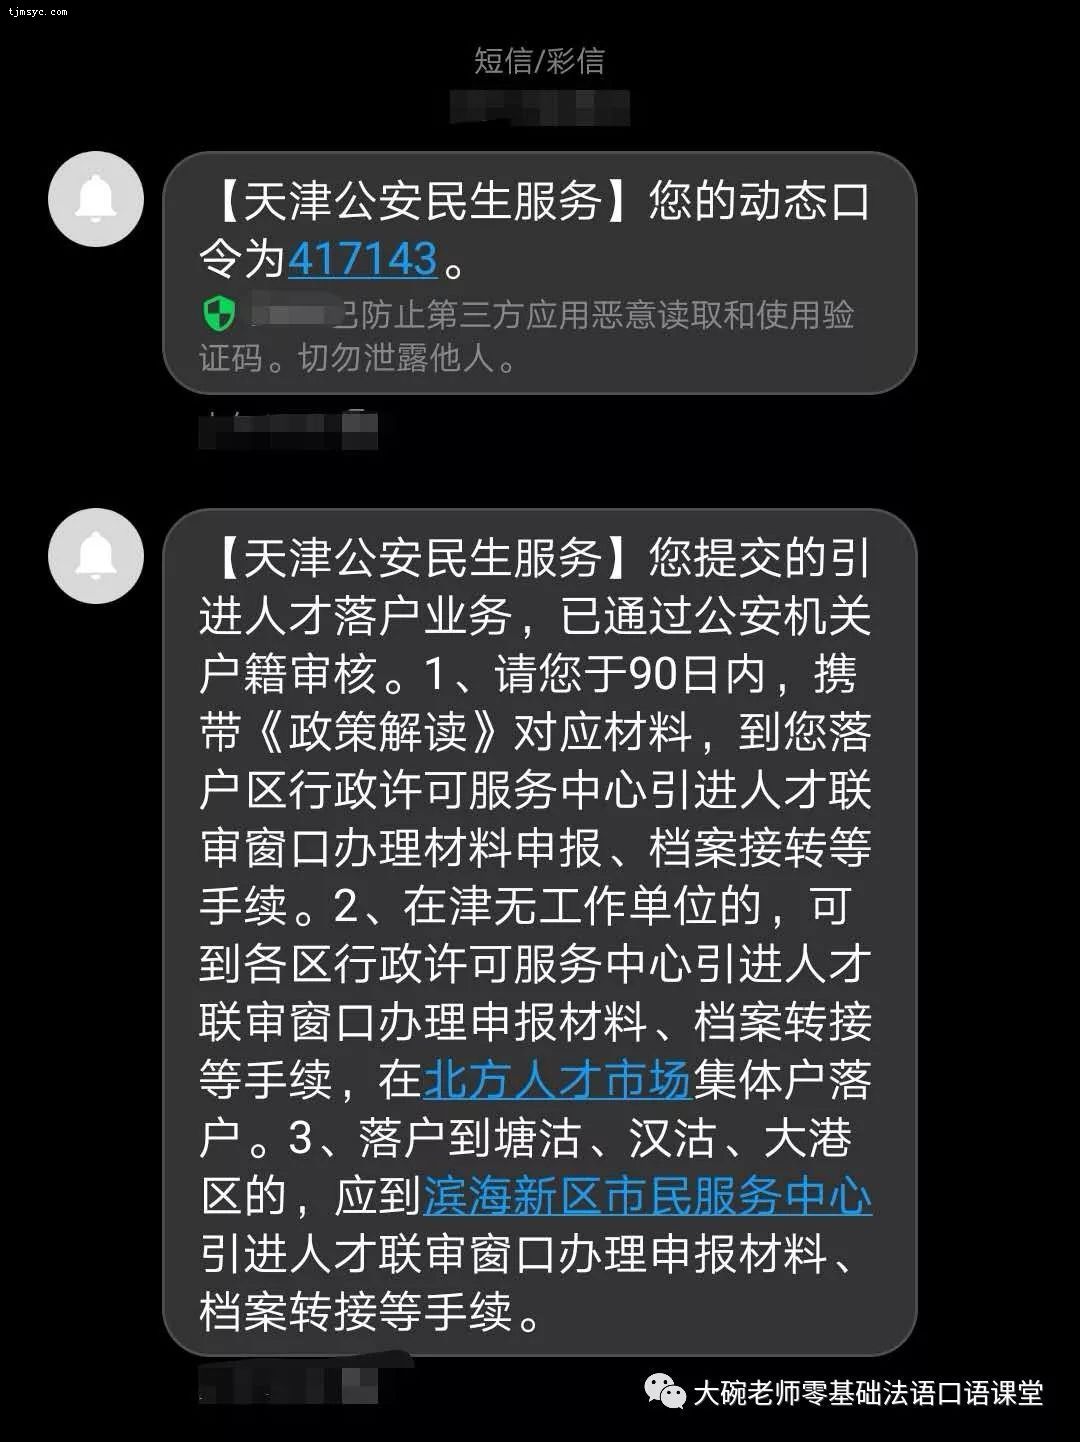 tjmsyc.com
短信/彩信
【天津公安民生服务】您的动态口
令为417143。
已防止第三方应用恶意读取和使用验
证码。切勿泄露他人。
【天津公安民生服务】您提交的引
进人才落户业务，已通过公安机关
户籍审核。1、请您于90日内，携
带《政策解读》对应材料，到您落
户区行政许可服务中心引进人才联
审窗口办理材料申报、档案接转等
手续。2、在津无工作单位的，可
到各区行政许可服务中心引进人才
联审窗口办理申报材料、档案转接
等手续，在北方人才市场集体户落
户。3、落户到塘沽、汉沽、大港
区的，应到滨海新区市民服务中心
引进人才联审窗口办理申报材料、
档案转接等手续。
大碗老师零基础法语口语课堂